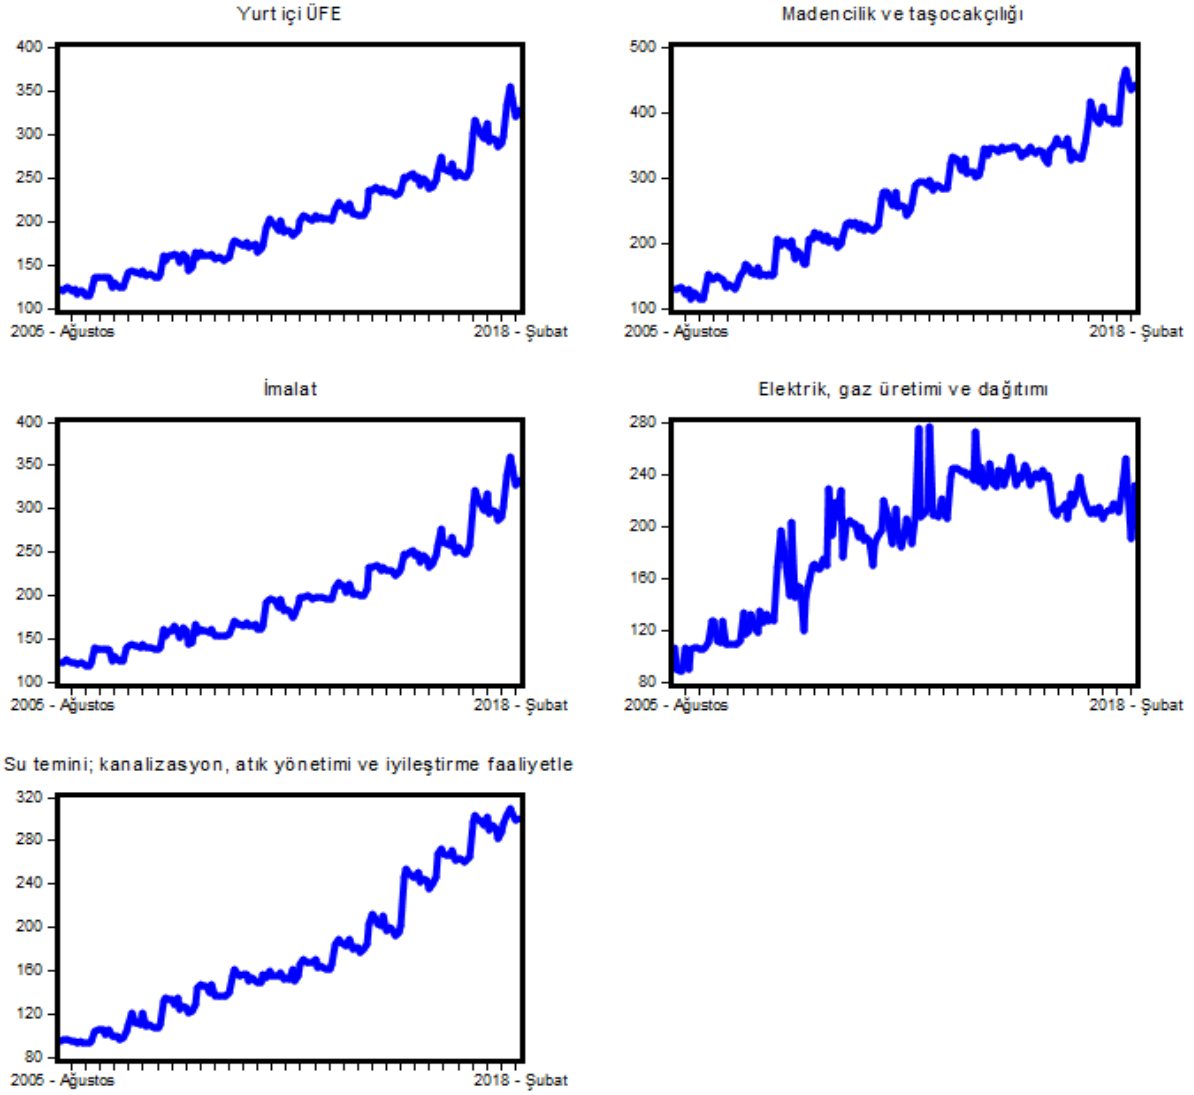 Yurt içi ÜFE
400
350
300
250
200
150
100
2005 - Ağustos
2018 - Şubat
Madencilik ve taşocakçılığı
500
400
300
200
100
2005 - Ağustos
2018 - Şubat
İmalat
400
350
300
250
200
150
100
2005 - Ağustos
2018 - Şubat
Elektrik, gaz üretimi ve dağıtımı
280
240
200
160
120
80
2005 - Ağustos
2018 - Şubat
Su temini; kanalizasyon, atık yönetimi ve iyileştirme faaliyetle
320
280
240
200
160
120
80
2005 - Ağustos
2018 - Şubat